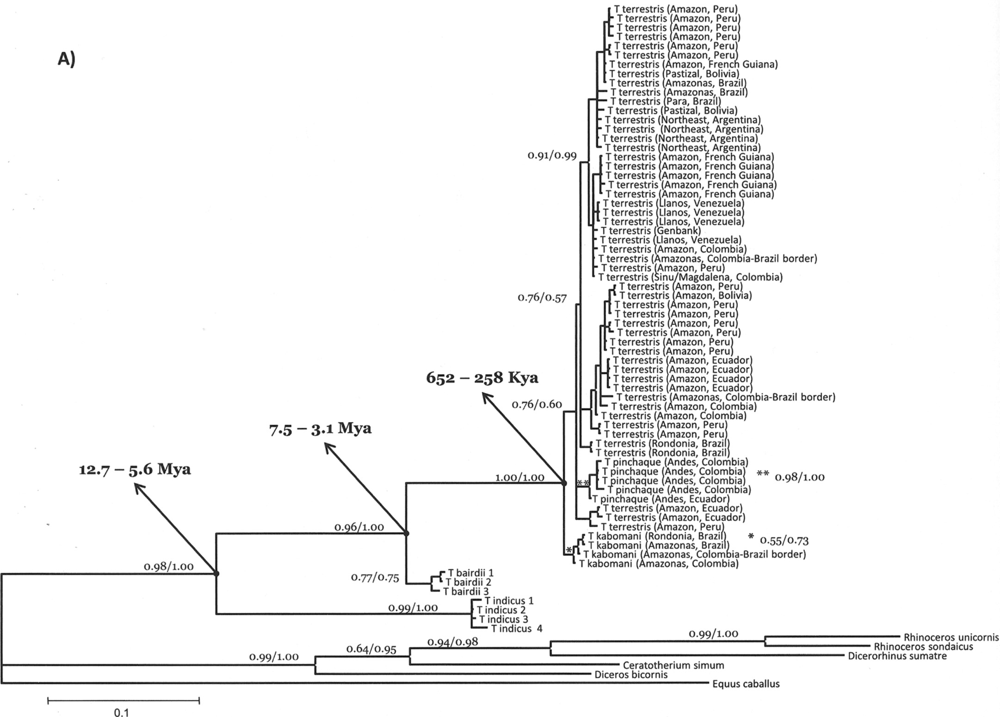 T terrestris (Amazon, Peru)
T terrestris (Amazon, Peru)
T terrestris (Amazon, Peru)
T terrestris (Amazon, Peru)
T terrestris (Amazon, Peru)
A)
T terrestris (Amazon, Peru)
T terrestris (Amazon, French Guiana)
T terrestris (Pastizal, Bolivia)
T terrestris (Amazonas, Brazil)
T terrestris (Amazonas, Brazil)
T terrestris (Para, Brazil)
T terrestris (Pastizal, Bolivia)
T terrestris (Northeast, Argentina)
T terrestris (Northeast, Argentina)
T terrestris (Northeast, Argentina)
T terrestris (Northeast, Argentina)
0.91/0.99
T terrestris (Amazon, French Guiana)
T terrestris (Amazon, French Guiana)
T terrestris (Amazon, French Guiana)
T terrestris (Amazon, French Guiana)
T terrestris (Amazon, French Guiana)
T terrestris (Llanos, Venezuela)
T terrestris (Llanos, Venezuela)
T terrestris (Llanos, Venezuela)
T terrestris (Genbank)
T terrestris (Llanos, Venezuela)
T terrestris (Amazon, Colombia)
T terrestris (Amazonas, Colombia-Brazil border)
T terrestris (Amazon, Peru)
T terrestris (Sinu/Magdalena, Colombia)
T terrestris (Amazon, Peru)
T terrestris (Amazon, Bolivia)
0.76/0.57
T terrestris (Amazon, Peru)
T terrestris (Amazon, Peru)
T terrestris (Amazon, Peru)
T terrestris (Amazon, Peru)
T terrestris (Amazon, Peru)
T terrestris (Amazon, Peru)
T terrestris (Amazon, Ecuador)
T terrestris (Amazon, Ecuador)
652 – 258 Kya
T terrestris (Amazon, Ecuador)
T terrestris (Amazon, Ecuador)
T terrestris (Amazonas, Colombia-Brazil border)
0.76/0.60
T terrestris (Amazon, Colombia)
T terrestris (Amazon, Colombia)
T terrestris (Amazon, Peru)
7.5 – 3.1 Mya
T terrestris (Amazon, Peru)
T terrestris (Rondonia, Brazil)
T terrestris (Rondonia, Brazil)
T pinchaque (Andes, Colombia)
12.7 – 5.6 Mya
T pinchaque (Andes, Colombia)
** 0.98/1.00
1.00/1.00
**
T pinchaque (Andes, Colombia)
T pinchaque (Andes, Colombia)
T pinchaque (Andes, Ecuador)
T terrestris (Amazon, Ecuador)
T terrestris (Amazon, Ecuador)
0.96/1.00
T terrestris (Amazon, Peru)
T kabomani (Rondonia, Brazil)
* 0.55/0.73
T kabomani (Amazonas, Brazil)
*
T kabomani (Amazonas, Colombia-Brazil border)
T kabomani (Amazonas, Colombia)
0.98/1.00
T bairdii 1
0.77/0.75
T bairdii 2
T bairdii 3
T indicus 1
0.99/1.00
T indicus 2
T indicus 3
T indicus 4
0.99/1.00
Rhinoceros unicornis
0.94/0.98
Rhinoceros sondaicus
0.64/0.95
Dicerorhinus sumatre
0.99/1.00
Ceratotherium simum
Diceros bicornis
Equus caballus
0.1